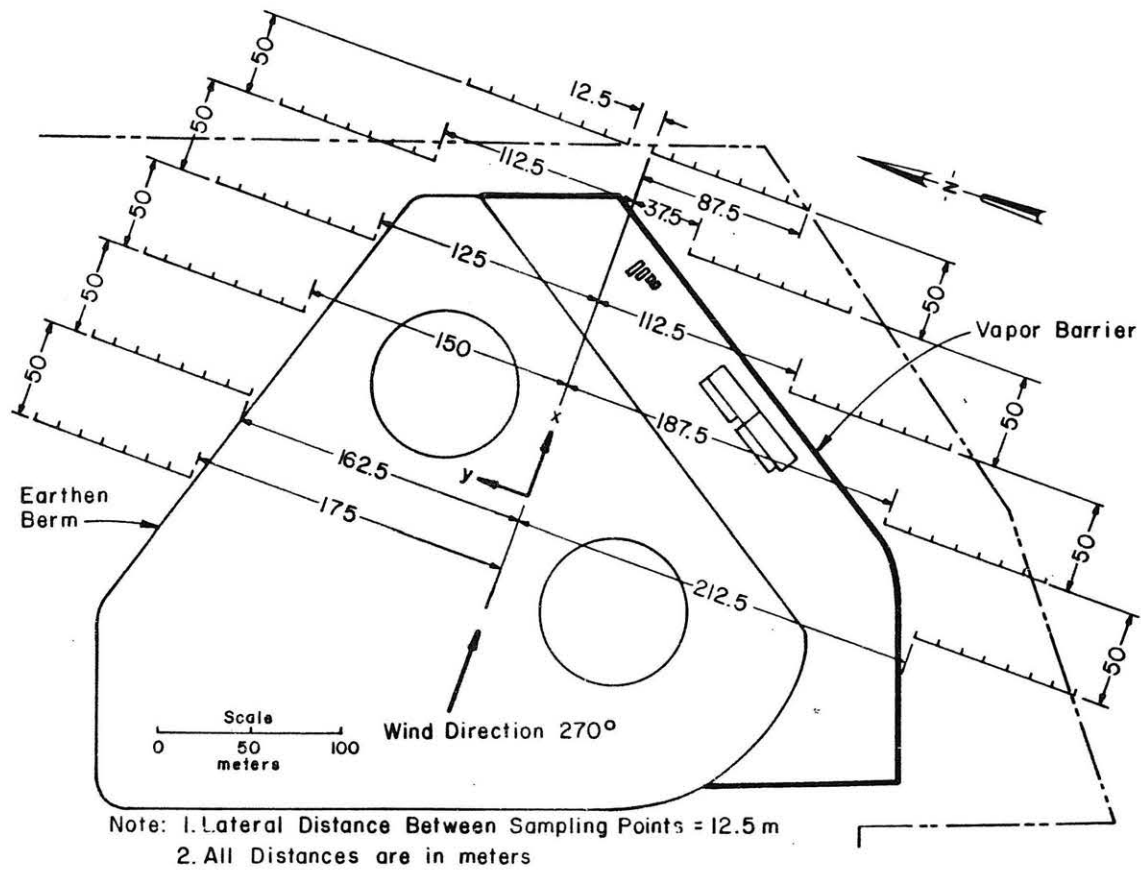 50
12.5
50
112.5
-N-
87.5
37.5
50
125
50
112.5
Vapor Barrier
50
150
x
50
187.5
50
y
162.5
Earthen
Berm
175
50
212.5
50
Scale
0 50 100
meters
Wind Direction 270°
Note: 1. Lateral Distance Between Sampling Points = 12.5 m
2. All Distances are in meters